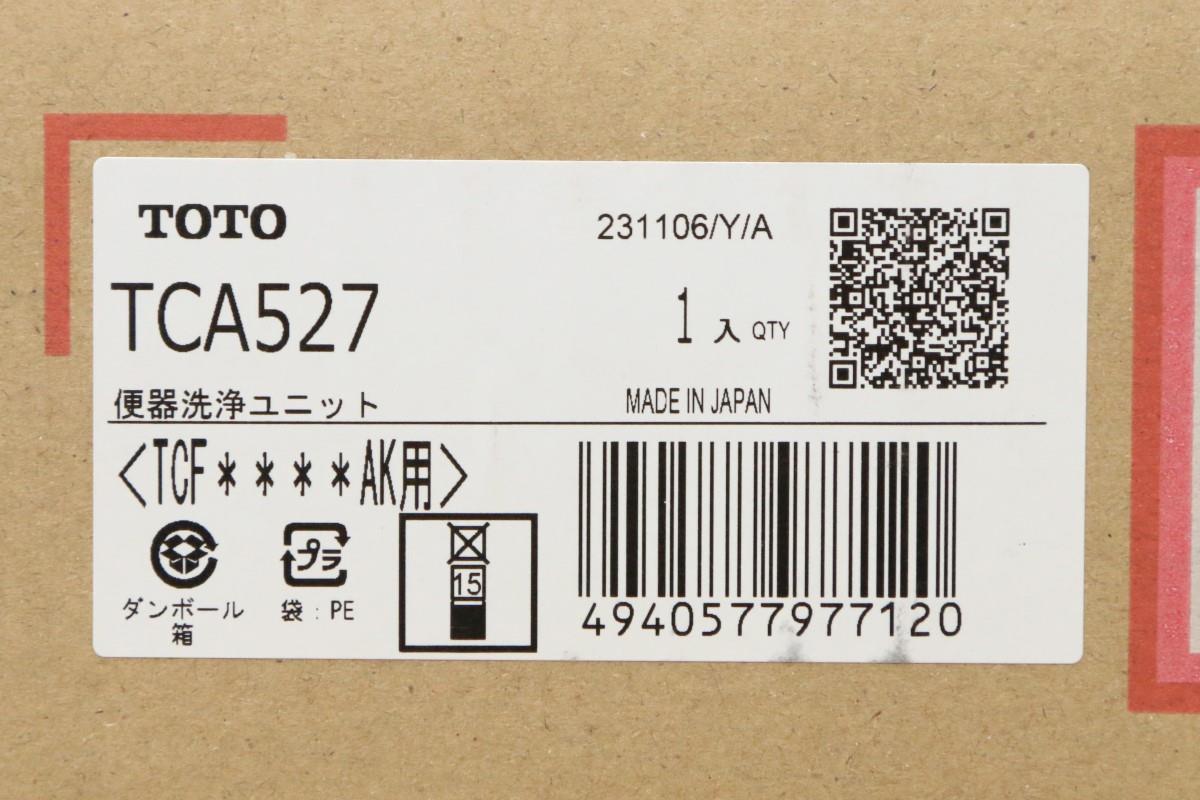 TOTO
231106/Y/A
TCA527
1 入 QTY
便器洗浄ユニット
MADE IN JAPAN
<TCF****AK用>
プラ
15
ダンボール
箱
袋:PE
4940577977120